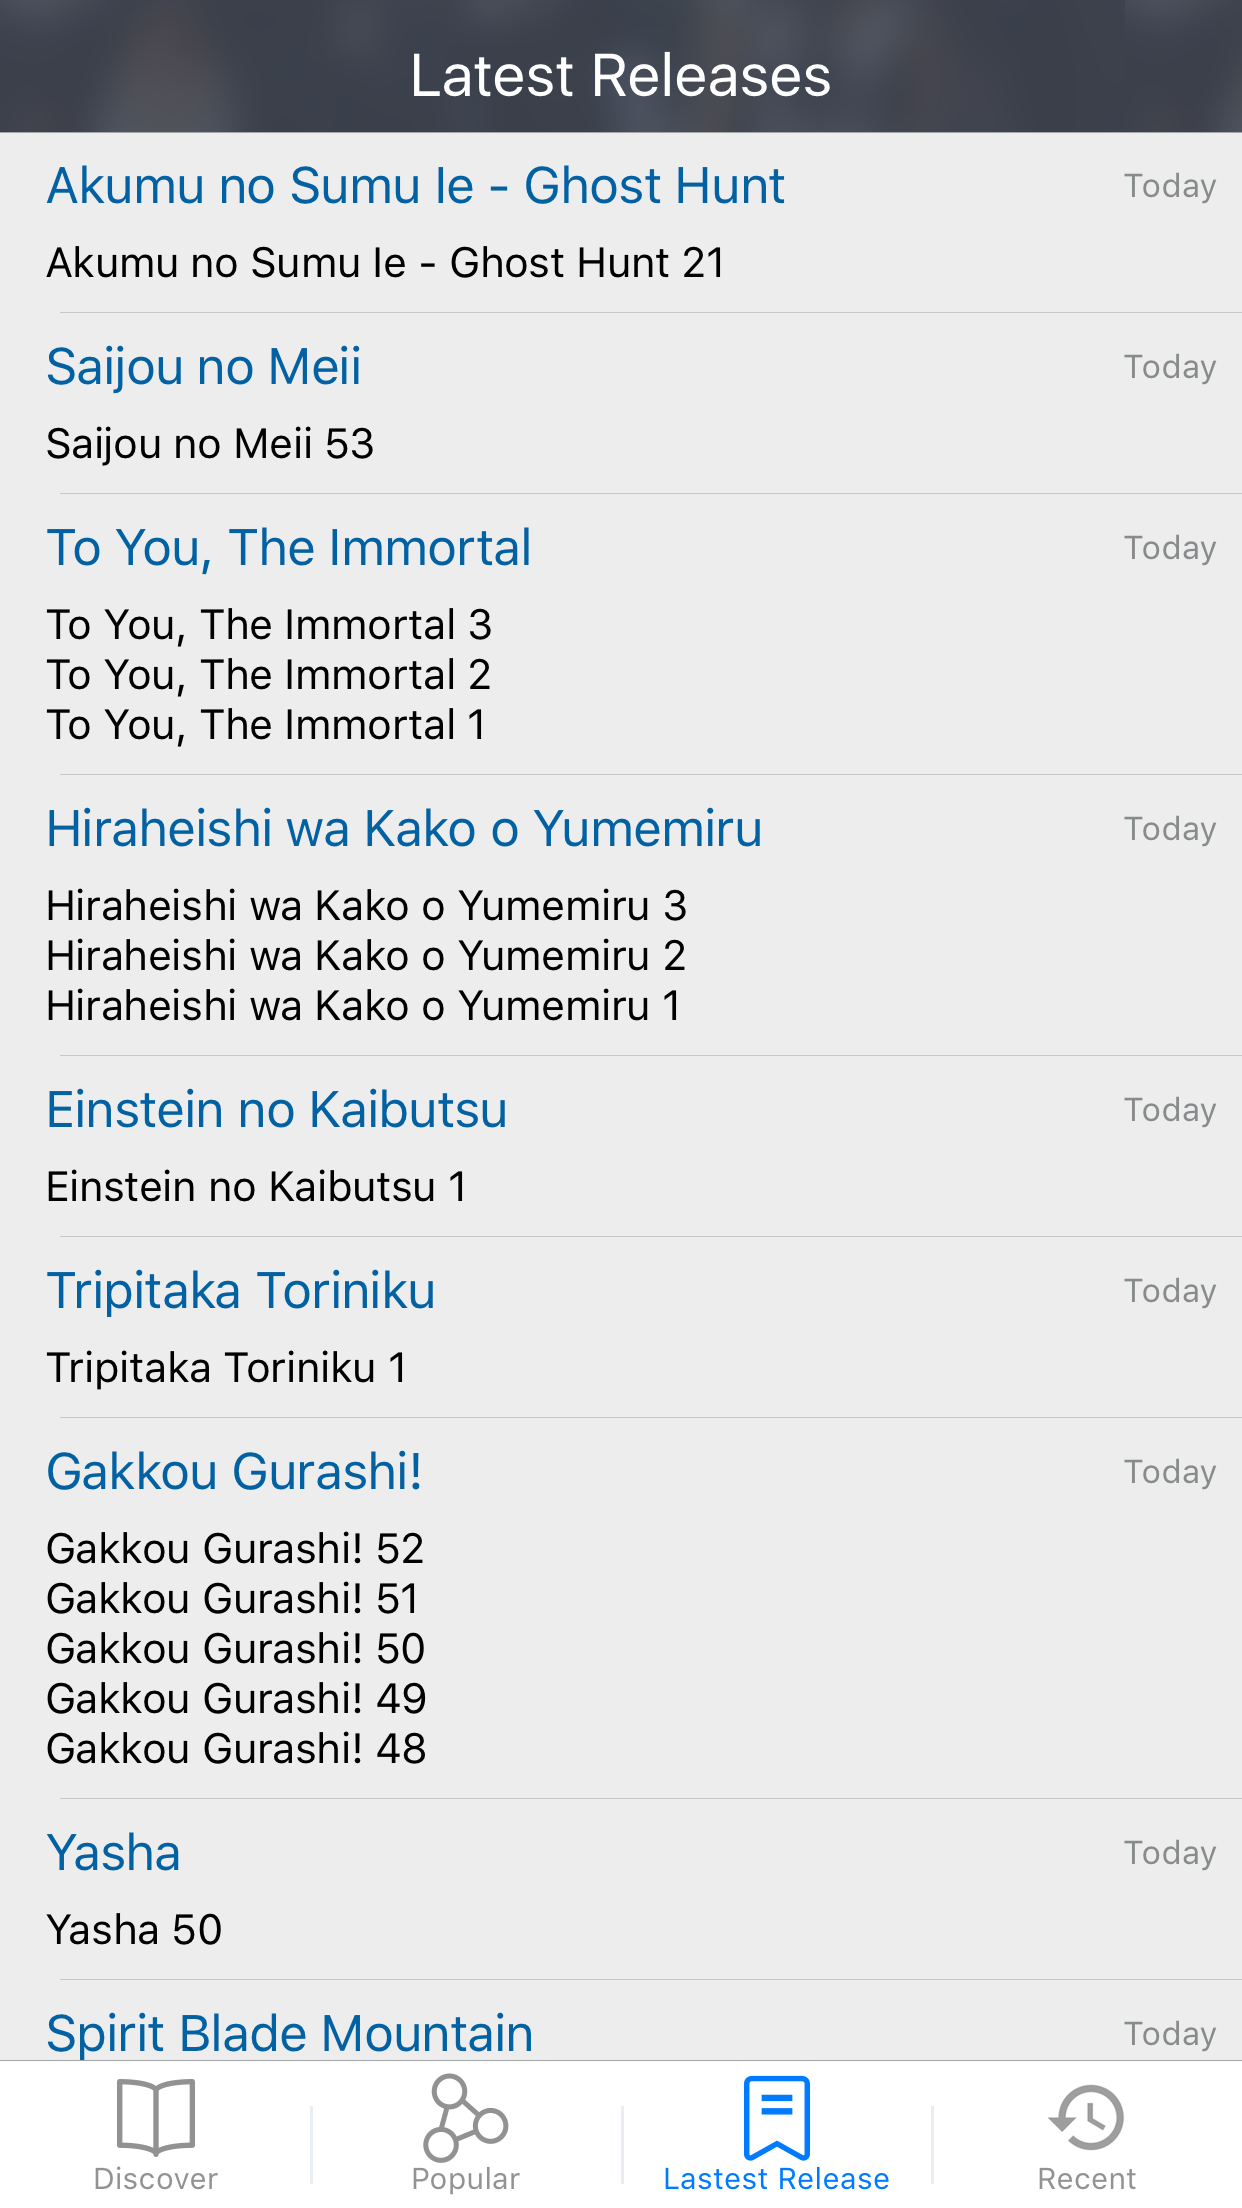 Latest Releases
Akumu no Sumu Ie - Ghost Hunt Today
Akumu no Sumu Ie - Ghost Hunt 21
Saijou no Meii Today
Saijou no Meii 53
To You, The Immortal Today
To You, The Immortal 3
To You, The Immortal 2
To You, The Immortal 1
Hiraheishi wa Kako o Yumemiru Today
Hiraheishi wa Kako o Yumemiru 3
Hiraheishi wa Kako o Yumemiru 2
Hiraheishi wa Kako o Yumemiru 1
Einstein no Kaibutsu Today
Einstein no Kaibutsu 1
Tripitaka Toriniku Today
Tripitaka Toriniku 1
Gakkou Gurashi! Today
Gakkou Gurashi! 52
Gakkou Gurashi! 51
Gakkou Gurashi! 50
Gakkou Gurashi! 49
Gakkou Gurashi! 48
Yasha Today
Yasha 50
Spirit Blade Mountain Today
Discover Popular Lastest Release Recent